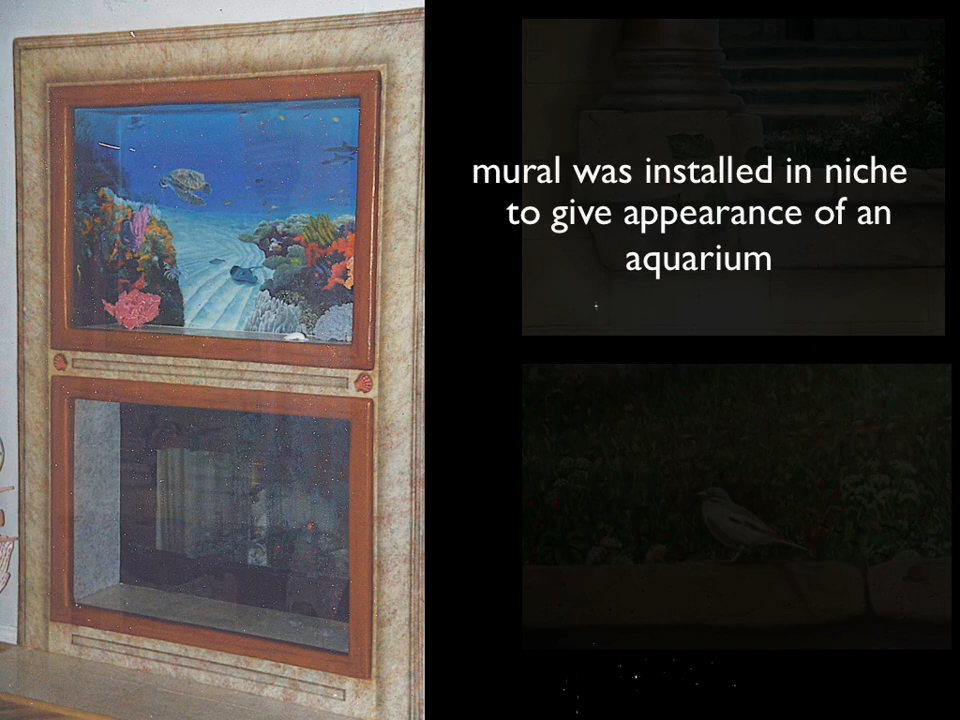 mural was installed in niche
to give appearance of an
aquarium